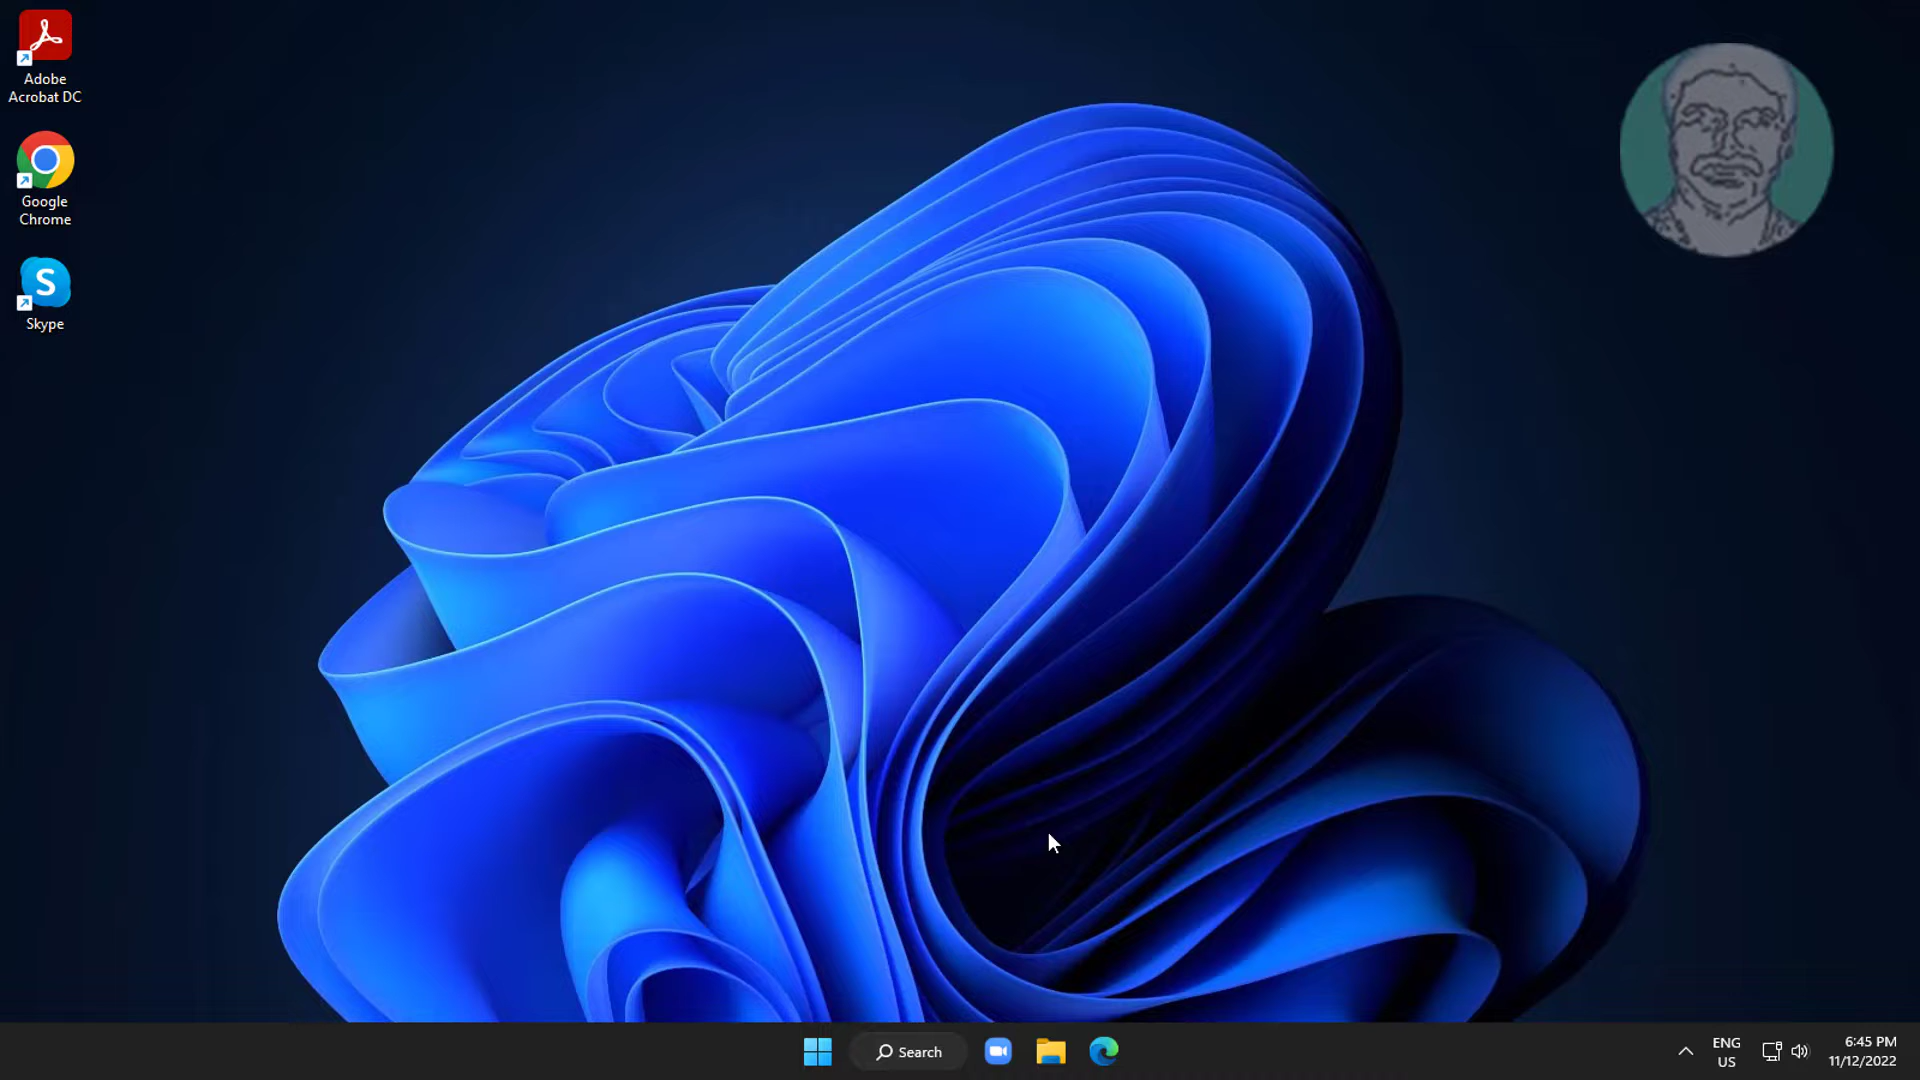 Adobe
Acrobat DC
Google
Chrome
S
Skype
Search
ENG
US
6:45 PM
11/12/2022